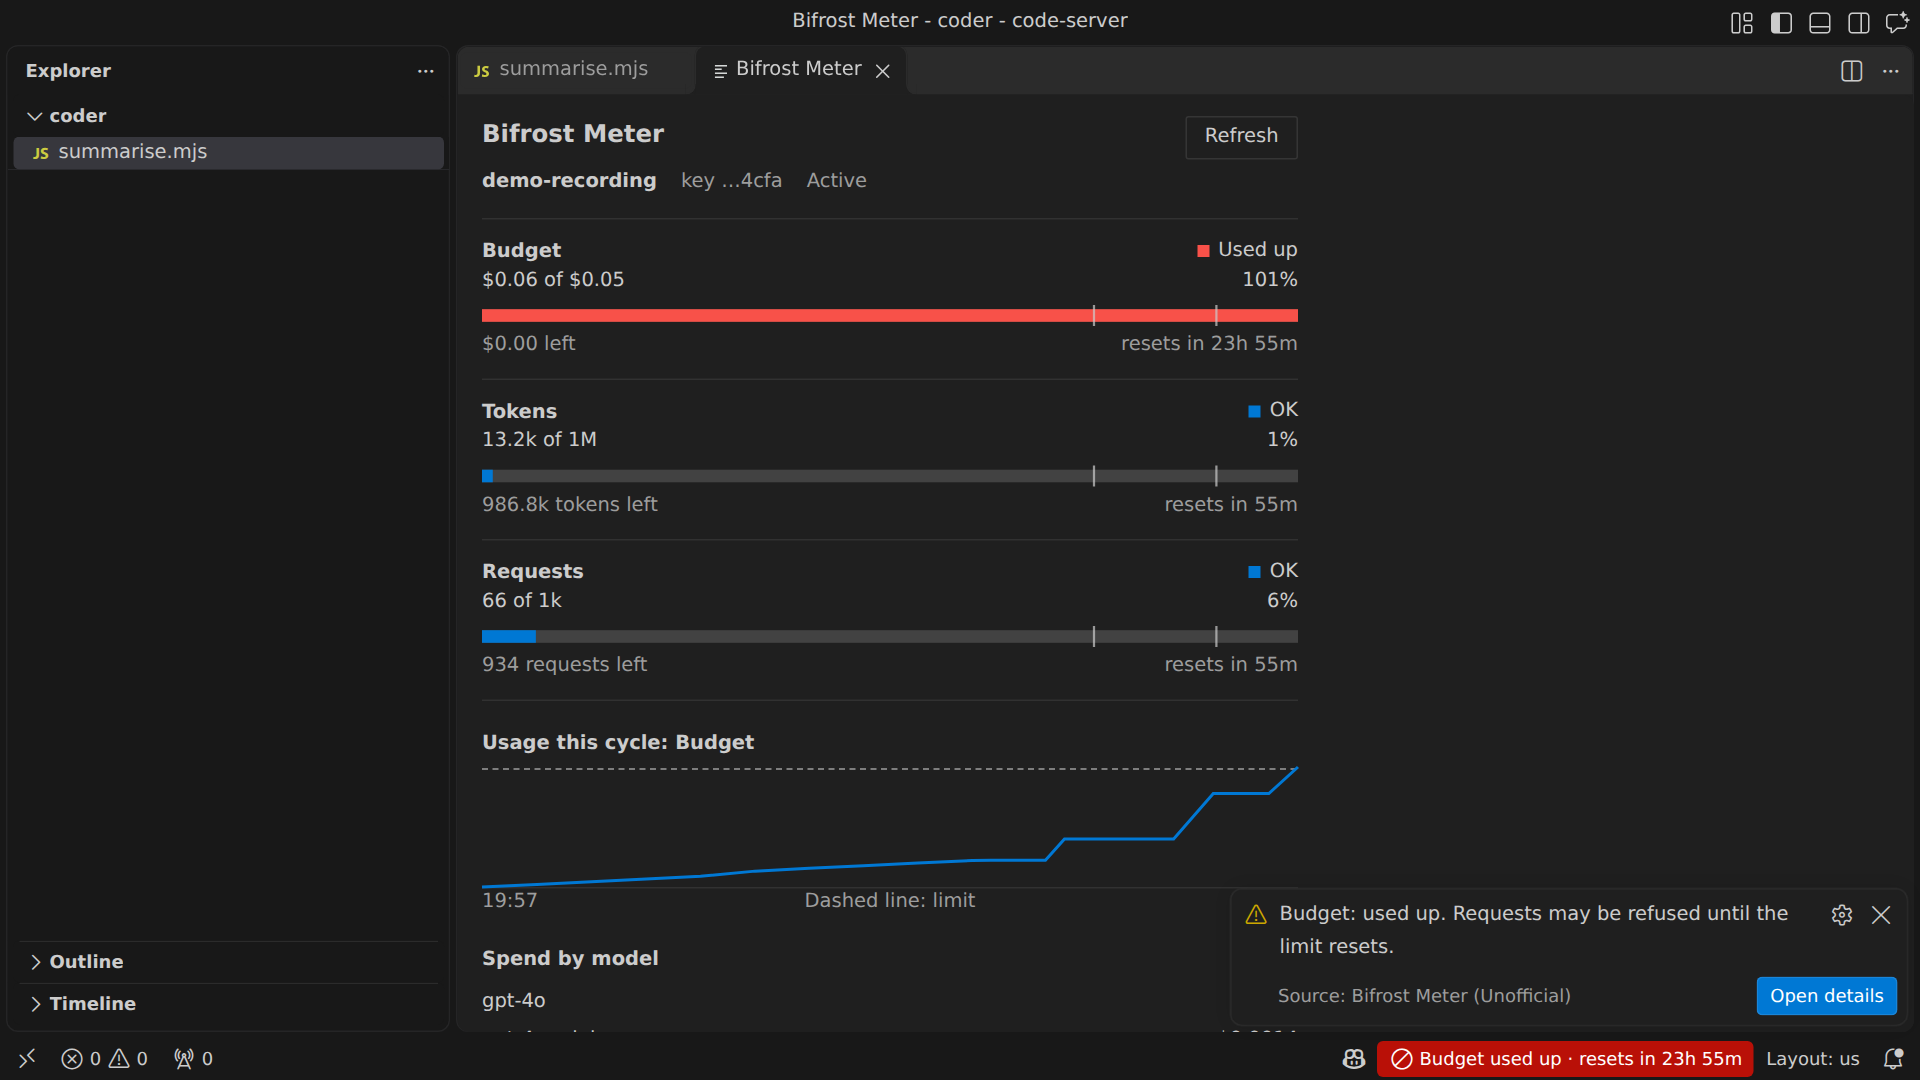 Bifrost Meter - coder - code-server
Explorer
coder
JS summarise.mjs
Outline
Timeline
JS summarise.mjs
Bifrost Meter
Bifrost Meter
Refresh
demo-recording key …4cfa Active
Budget
Used up
$0.06 of $0.05
101%
$0.00 left
resets in 23h 55m
Tokens
OK
13.2k of 1M
1%
986.8k tokens left
resets in 55m
Requests
OK
66 of 1k
6%
934 requests left
resets in 55m
Usage this cycle: Budget
19:57
Dashed line: limit
Spend by model
gpt-4o
Budget: used up. Requests may be refused until the
limit resets.
Source: Bifrost Meter (Unofficial)
Open details
0 0 0
Budget used up · resets in 23h 55m
Layout: us